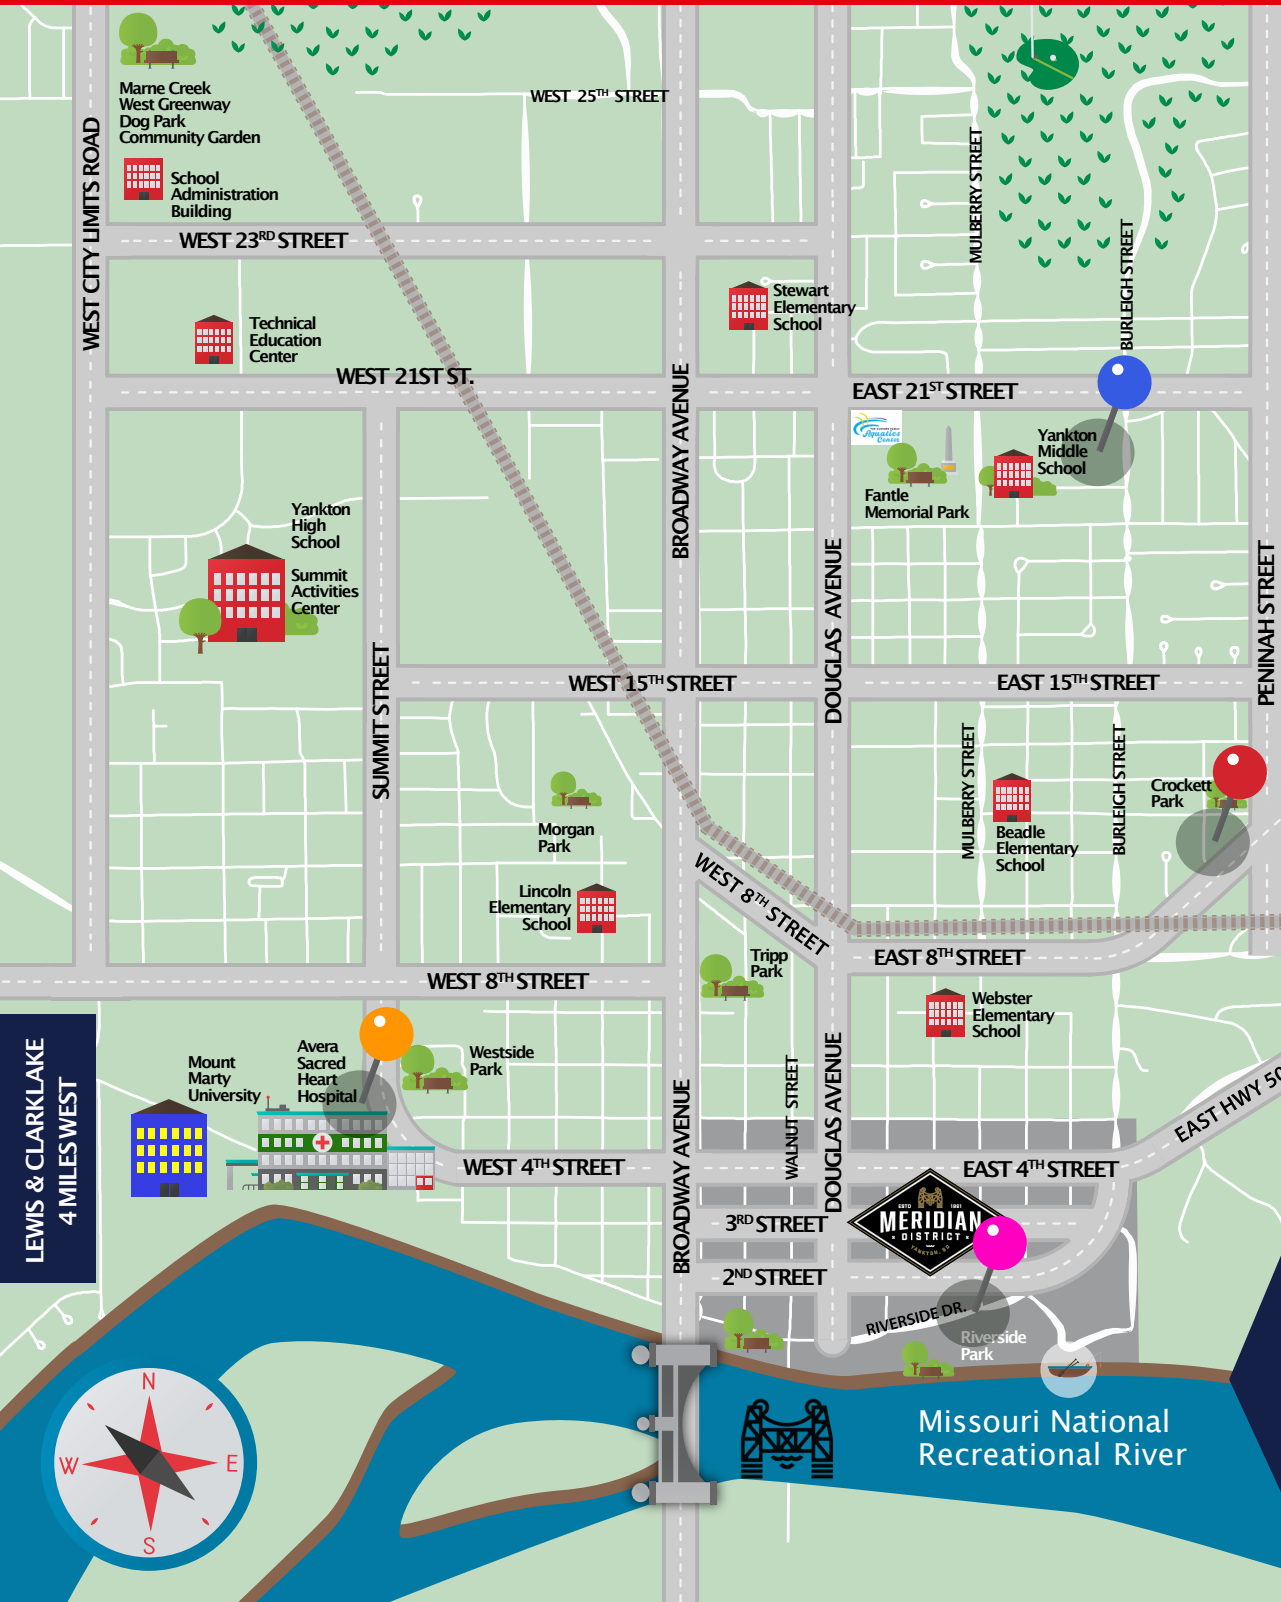 Marne Creek
West Greenway
Dog Park
Community Garden
School
Administration
Building
WEST CITY LIMITS ROAD
WEST 25TH STREET
MULBERRY STREET
BURLEIGH STREET
WEST 23RD STREET
Stewart
Elementary
School
Technical
Education
Center
WEST 21ST ST.
EAST 21ST STREET
BROADWAY AVENUE
Aquatics
Center
Yankton
Middle
School
Fantle
Memorial Park
Yankton
High
School
Summit
Activities
Center
DOUGLAS AVENUE
PENINAH STREET
SUMMIT STREET
WEST 15TH STREET
EAST 15TH STREET
MULBERRY STREET
BURLEIGH STREET
Crockett
Park
Morgan
Park
Beadle
Elementary
School
Lincoln
Elementary
School
WEST 8TH STREET
Tripp
Park
EAST 8TH STREET
WEST 8TH STREET
Webster
Elementary
School
LEWIS & CLARKLAKE
4 MILES WEST
Mount
Marty
University
Avera
Sacred
Heart
Hospital
Westside
Park
WALNUT STREET
DOUGLAS AVENUE
BROADWAY AVENUE
EAST HWY 50
WEST 4TH STREET
EAST 4TH STREET
3RD STREET
ESTD 1861
MERIDIAN
DISTRICT
YANKTON, SD
2ND STREET
RIVERSIDE DR.
Riverside
Park
Missouri National
Recreational River
N
W E
S